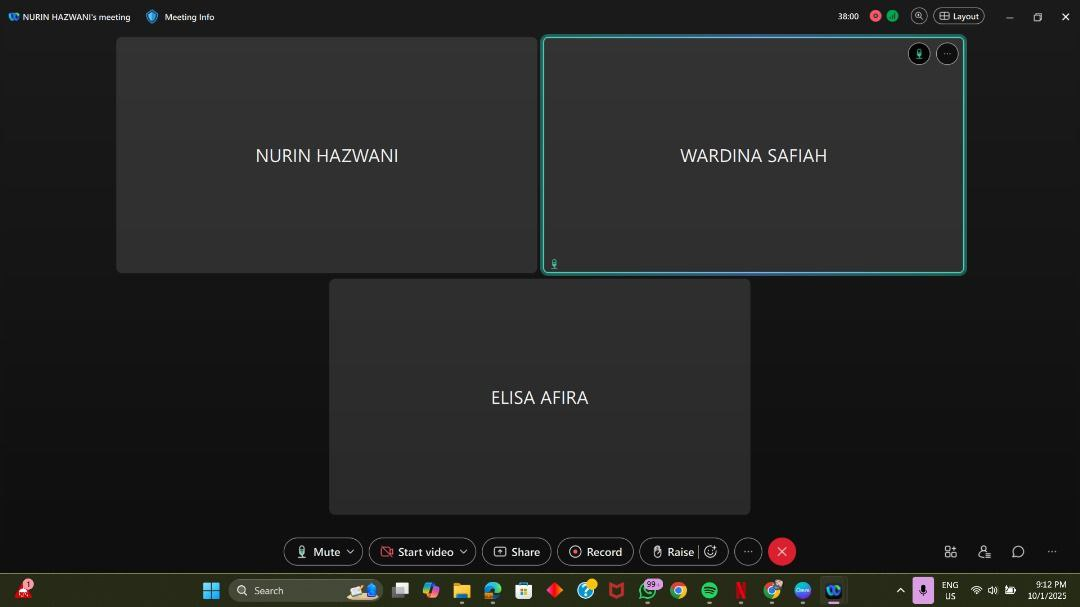 NURIN HAZWANI's meeting
Meeting Info
38:00
Layout
NURIN HAZWANI
WARDINA SAFIAH
ELISA AFIRA
Mute
Start video
Share
Record
Raise
1
Search
99+
ENG
US
9:12 PM
10/1/2025